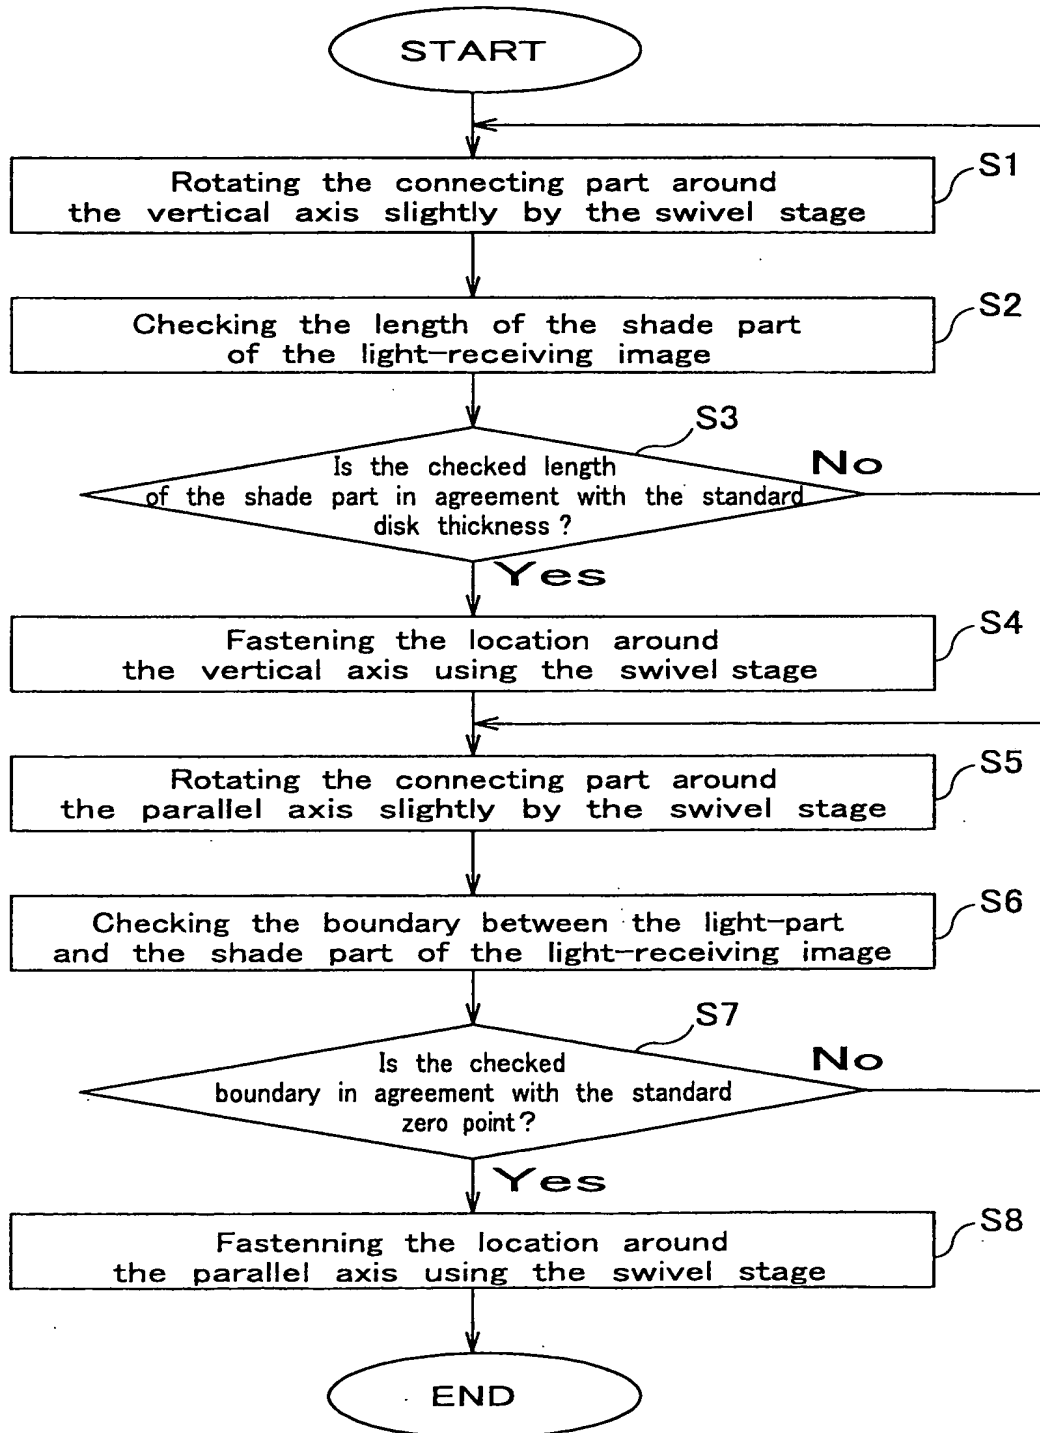 START
S1
Rotating the connecting part around
the vertical axis slightly by the swivel stage
S2
Checking the length of the shade part
of the light-receiving image
S3
Is the checked length
of the shade part in agreement with the standard
disk thickness?
No
Yes
S4
Fastening the location around
the vertical axis using the swivel stage
S5
Rotating the connecting part around
the parallel axis slightly by the swivel stage
S6
Checking the boundary between the light-part
and the shade part of the light-receiving image
S7
Is the checked
boundary in agreement with the standard
zero point?
No
Yes
S8
Fastenning the location around
the parallel axis using the swivel stage
END